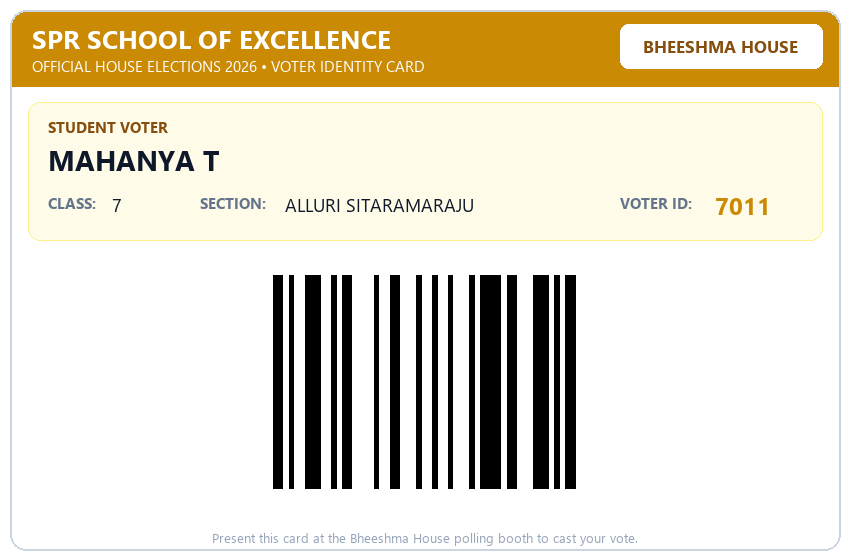 SPR SCHOOL OF EXCELLENCE
OFFICIAL HOUSE ELECTIONS 2026 • VOTER IDENTITY CARD
BHEESHMA HOUSE
STUDENT VOTER
MAHANYA T
CLASS: 7 SECTION: ALLURI SITARAMARAJU VOTER ID: 7011
Present this card at the Bheeshma House polling booth to cast your vote.